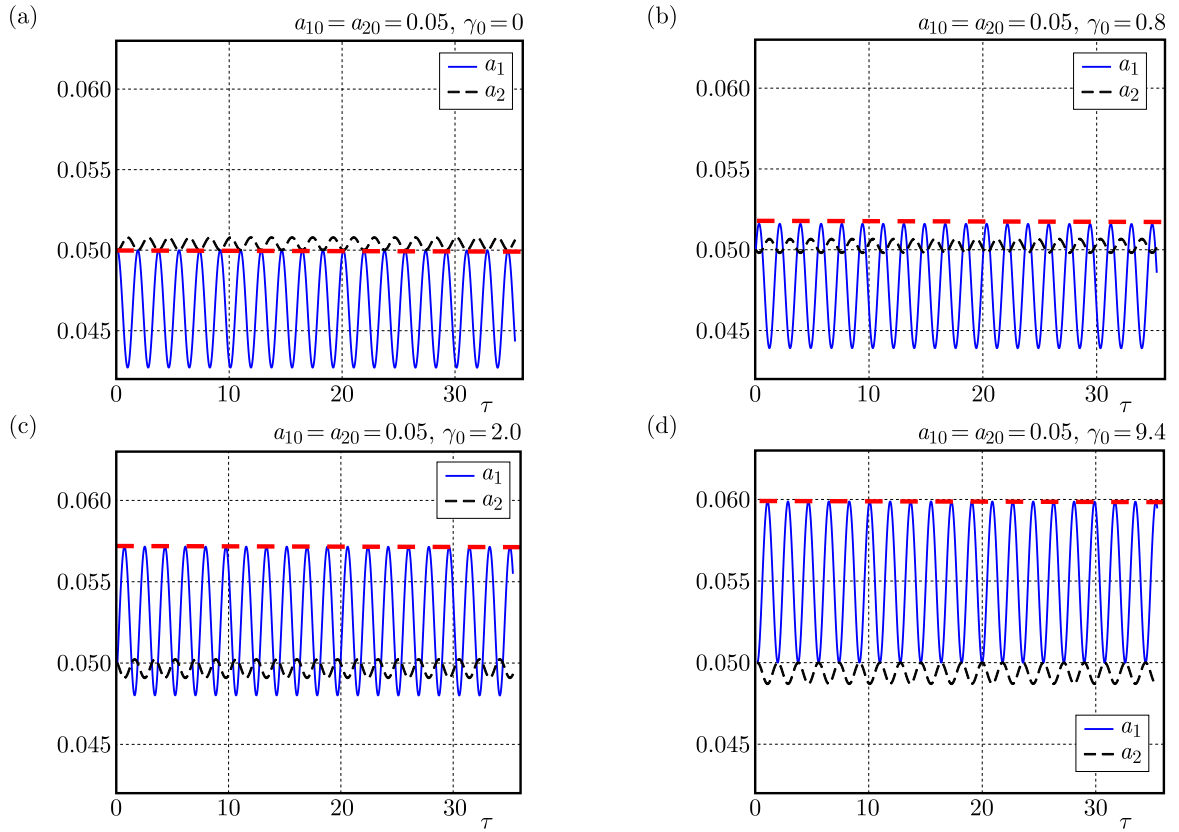 (a)
a₁₀ = a₂₀ = 0.05, γ₀ = 0
a₁
a₂
0.060
0.055
0.050
0.045
0 10 20 30
τ
(b)
a₁₀ = a₂₀ = 0.05, γ₀ = 0.8
a₁
a₂
0.060
0.055
0.050
0.045
0 10 20 30
τ
(c)
a₁₀ = a₂₀ = 0.05, γ₀ = 2.0
a₁
a₂
0.060
0.055
0.050
0.045
0 10 20 30
τ
(d)
a₁₀ = a₂₀ = 0.05, γ₀ = 9.4
0.060
0.055
0.050
0.045
a₁
a₂
0 10 20 30
τ